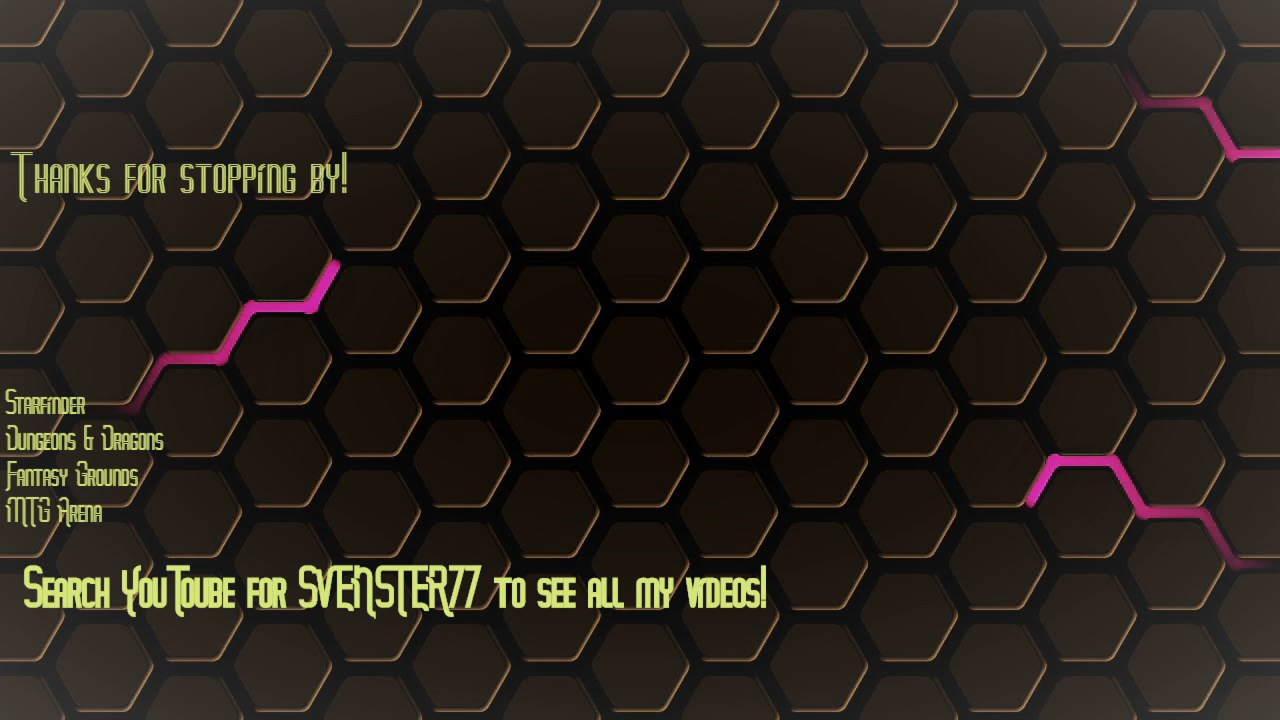 Thanks for stopping by!
Starfinder
Dungeons & Dragons
Fantasy Grounds
MTG Arena
Search YouToube for SVENSTER77 to see all my videos!